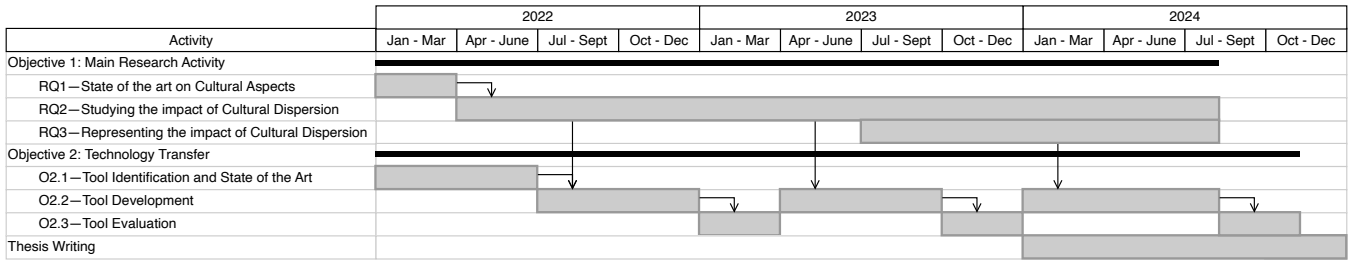 2022 2023 2024
Activity Jan - Mar Apr - June Jul - Sept Oct - Dec Jan - Mar Apr - June Jul - Sept Oct - Dec Jan - Mar Apr - June Jul - Sept Oct - Dec
Objective 1: Main Research Activity
RQ1—State of the art on Cultural Aspects
RQ2—Studying the impact of Cultural Dispersion
RQ3—Representing the impact of Cultural Dispersion
Objective 2: Technology Transfer
O2.1—Tool Identification and State of the Art
O2.2—Tool Development
O2.3—Tool Evaluation
Thesis Writing